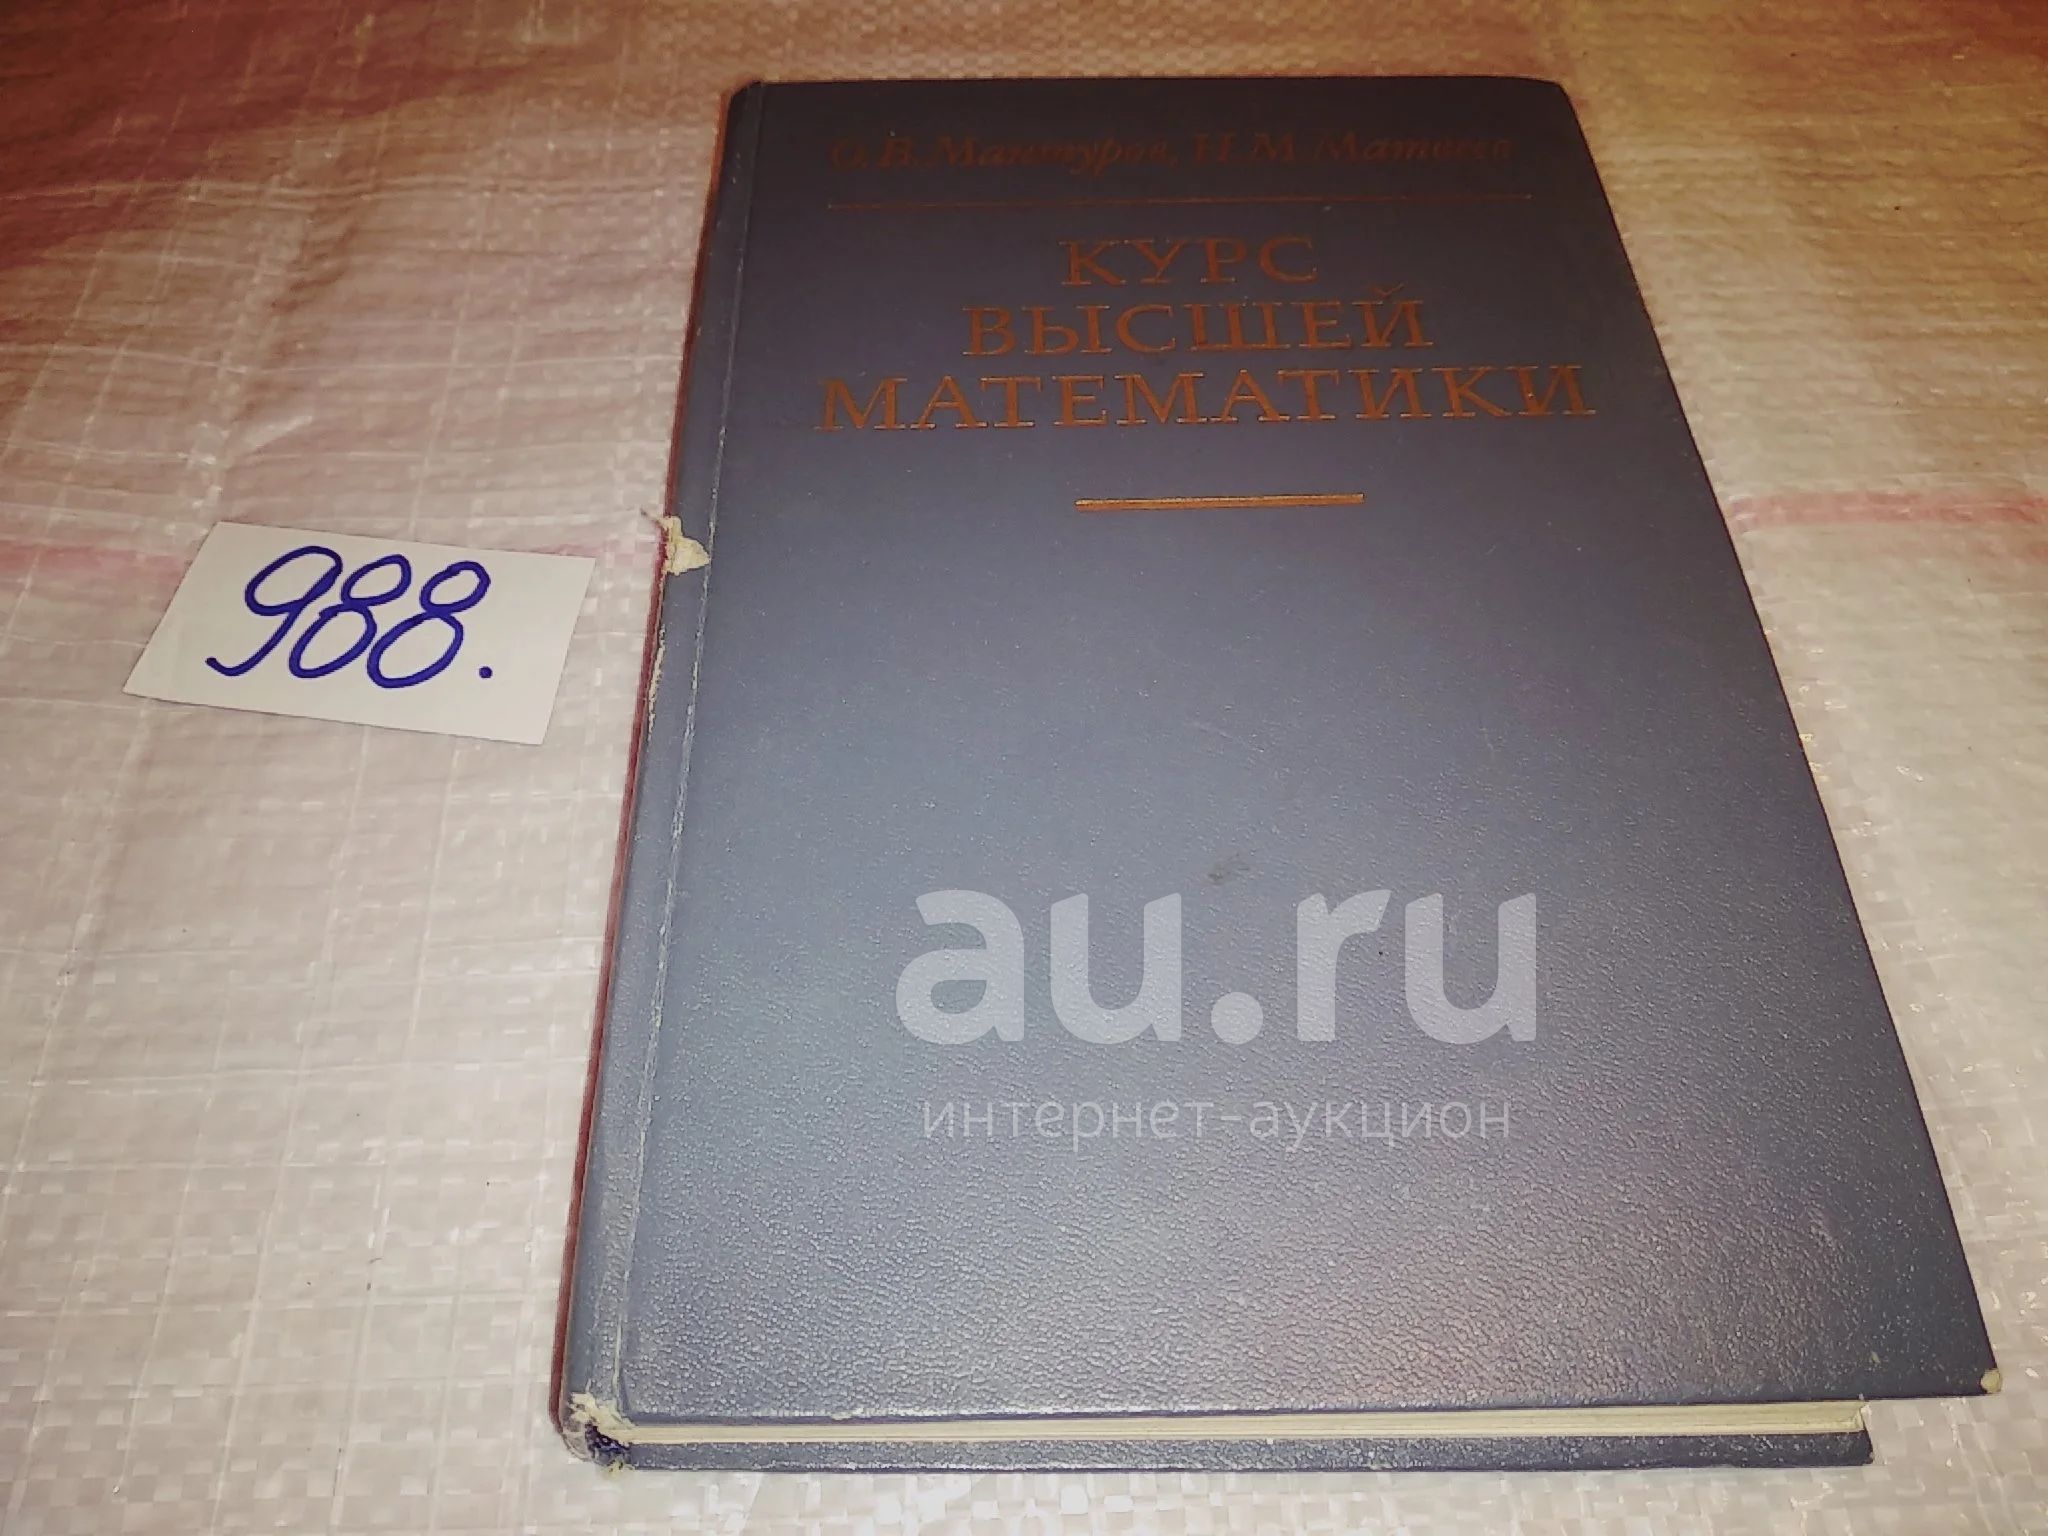 О. В. Мантуров, Н. М. Матвеев
КУРС
ВЫСШЕЙ
МАТЕМАТИКИ
988.
au.ru
интернет-аукцион